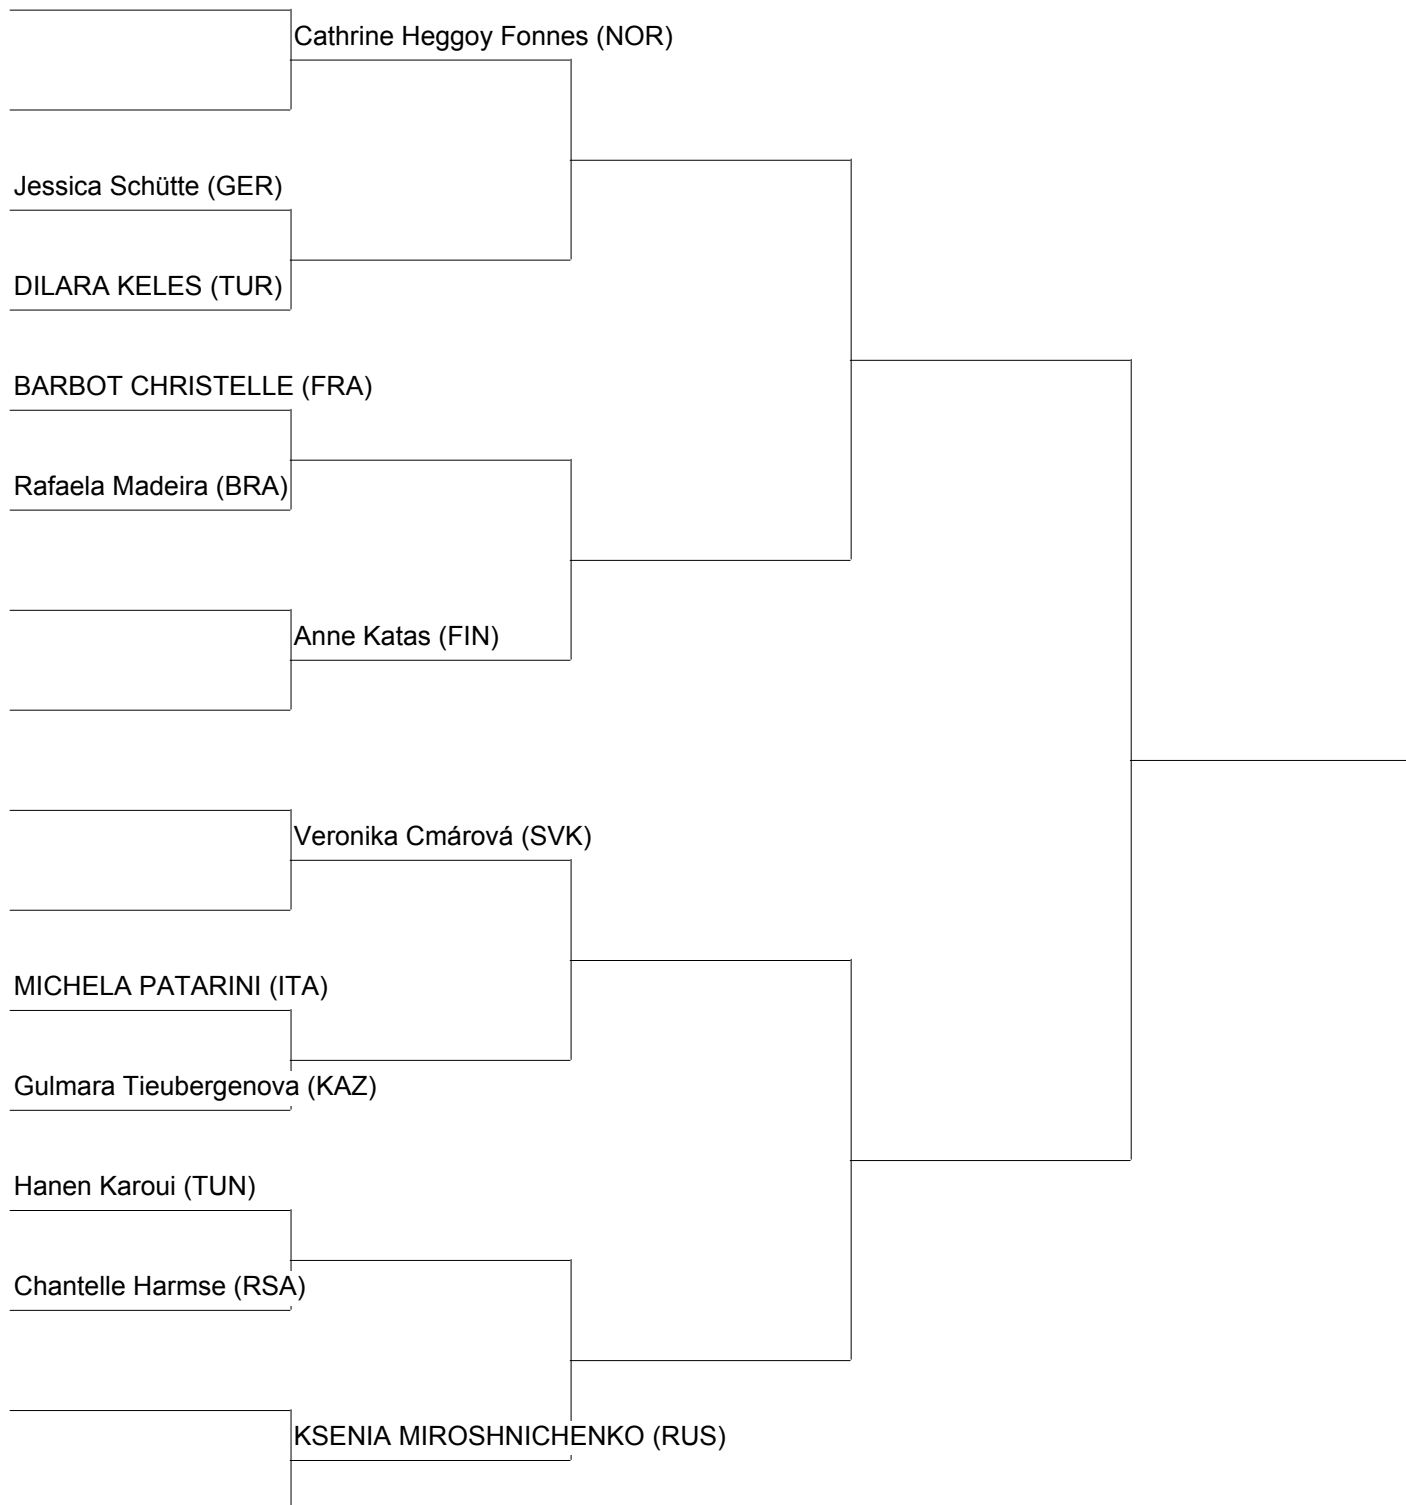 Cathrine Heggoy Fonnes (NOR)
Jessica Schütte (GER)
DILARA KELES (TUR)
BARBOT CHRISTELLE (FRA)
Rafaela Madeira (BRA)
Anne Katas (FIN)
Veronika Cmárová (SVK)
MICHELA PATARINI (ITA)
Gulmara Tieubergenova (KAZ)
Hanen Karoui (TUN)
Chantelle Harmse (RSA)
KSENIA MIROSHNICHENKO (RUS)